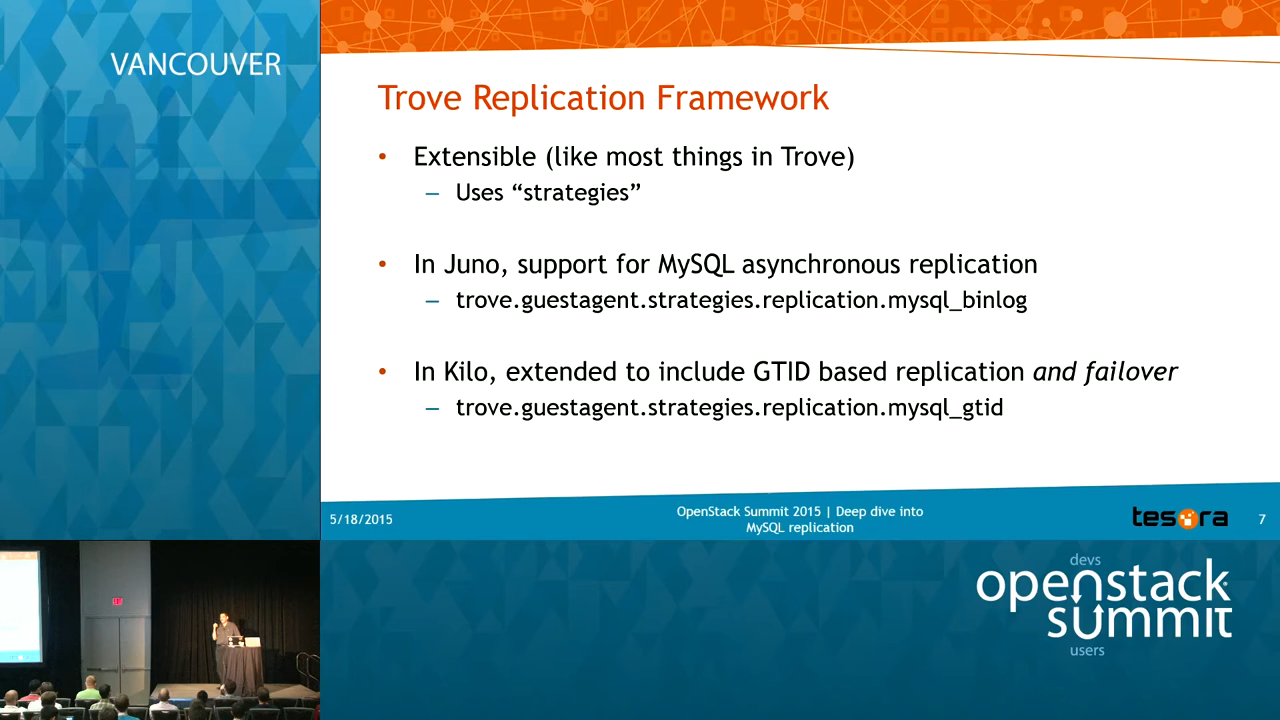 VANCOUVER
Trove Replication Framework
• Extensible (like most things in Trove)
– Uses “strategies”
• In Juno, support for MySQL asynchronous replication
– trove.guestagent.strategies.replication.mysql_binlog
• In Kilo, extended to include GTID based replication and failover
– trove.guestagent.strategies.replication.mysql_gtid
5/18/2015
OpenStack Summit 2015 | Deep dive into
MySQL replication
tesora
7
devs
openstack
summit
users